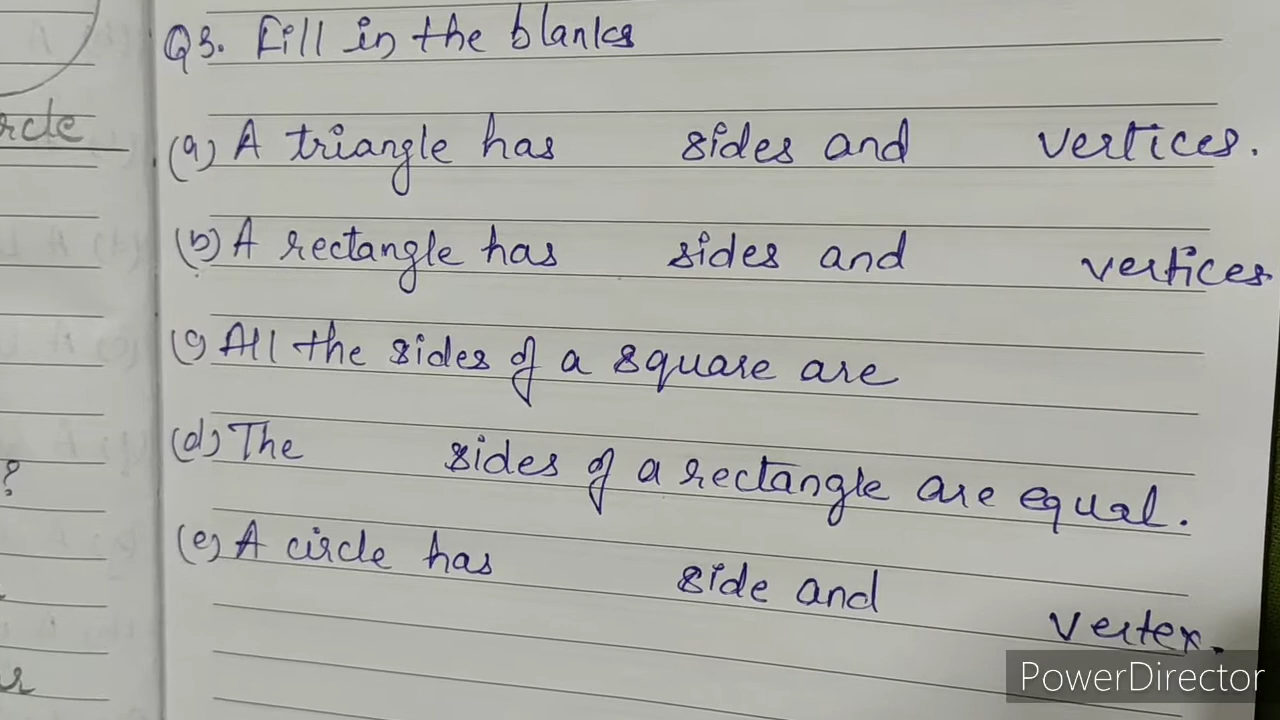 rcle
?
Q3. Fill in the blanks
(a) A triangle has sides and vertices.
(b) A rectangle has sides and vertices
(c) All the sides of a square are
(d) The sides of a rectangle are equal.
(e) A circle has side and vertex.
PowerDirector